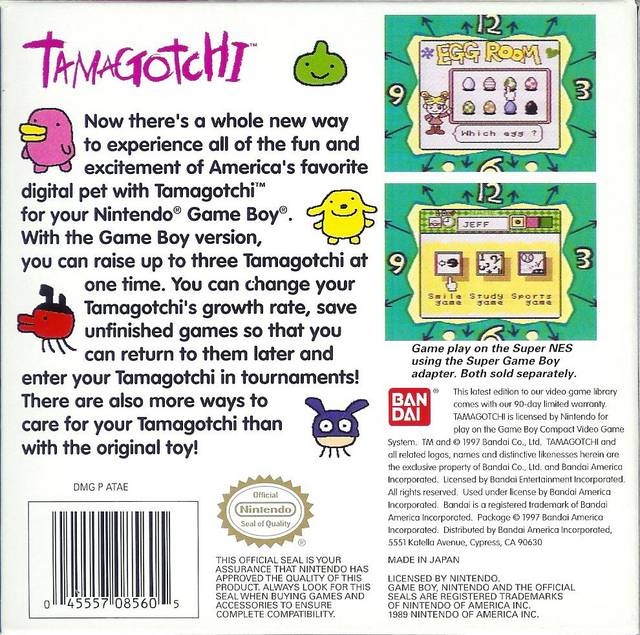 TAMAGOTCHI™
Now there's a whole new way
to experience all of the fun and
excitement of America's favorite
digital pet with Tamagotchi™
for your Nintendo® Game Boy®.
With the Game Boy version,
you can raise up to three Tamagotchi at
one time. You can change your
Tamagotchi's growth rate, save
unfinished games so that you
can return to them later and
enter your Tamagotchi in tournaments!
There are also more ways to
care for your Tamagotchi than
with the original toy!
DMG P ATAE
0 45557 08560 5
Official
Nintendo
Seal of Quality
®
THIS OFFICIAL SEAL IS YOUR
ASSURANCE THAT NINTENDO HAS
APPROVED THE QUALITY OF THIS
PRODUCT. ALWAYS LOOK FOR THIS
SEAL WHEN BUYING GAMES AND
ACCESSORIES TO ENSURE
COMPLETE COMPATIBILITY.
12
EGG ROOM
9
3
Which egg ?
6
12
JEFF
9
3
Smile Study Sports
game game game
6
Game play on the Super NES
using the Super Game Boy
adapter. Both sold separately.
BAN
DAI
®
This latest edition to our video game library
comes with our 90-day limited warranty.
TAMAGOTCHI is licensed by Nintendo for
play on the Game Boy Compact Video Game
System. TM and © 1997 Bandai Co., Ltd. TAMAGOTCHI and
all related logos, names and distinctive likenesses herein are
the exclusive property of Bandai Co., Ltd. and Bandai America
Incorporated. Licensed by Bandai Entertainment Incorporated.
All rights reserved. Used under license by Bandai America
Incorporated. Bandai is a registered trademark of Bandai
America Incorporated. Package © 1997 Bandai America
Incorporated. Distributed by Bandai America Incorporated,
5551 Katella Avenue, Cypress, CA 90630
MADE IN JAPAN
LICENSED BY NINTENDO.
GAME BOY, NINTENDO AND THE OFFICIAL
SEALS ARE REGISTERED TRADEMARKS
OF NINTENDO OF AMERICA INC.
1989 NINTENDO OF AMERICA INC.